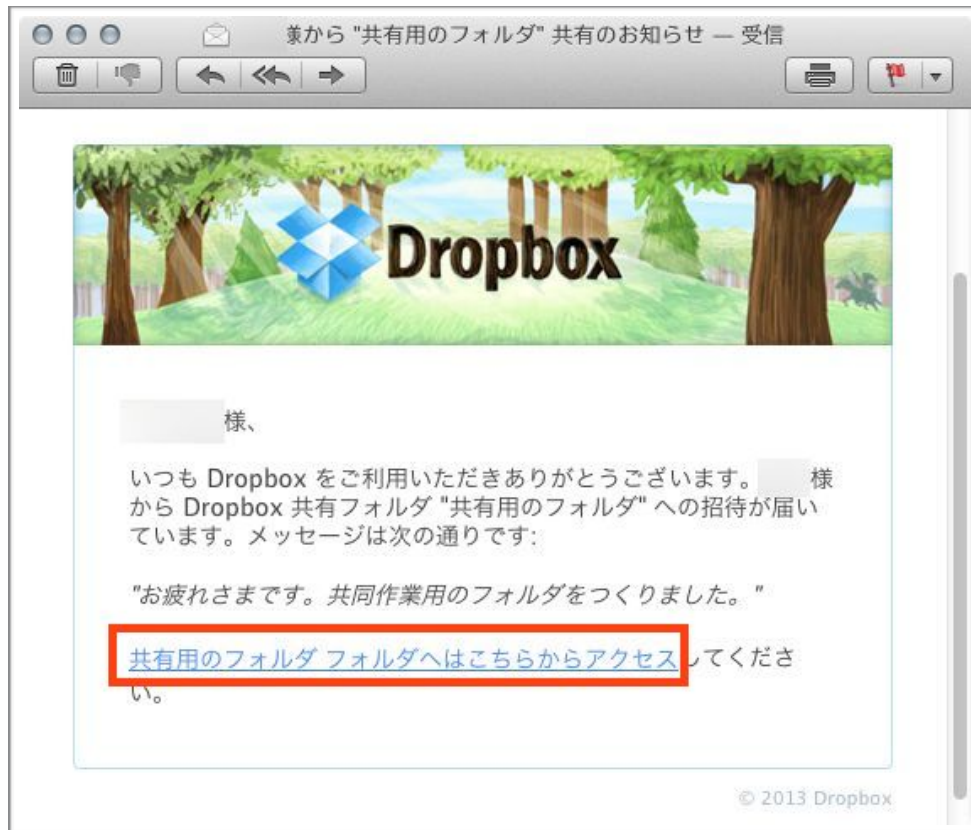 様から "共有用のフォルダ" 共有のお知らせ — 受信
Dropbox
様、
いつも Dropbox をご利用いただきありがとうございます。 様
から Dropbox 共有フォルダ "共有用のフォルダ" への招待が届い
ています。メッセージは次の通りです:
"お疲れさまです。共同作業用のフォルダをつくりました。"
共有用のフォルダ フォルダへはこちらからアクセスしてくださ
い。
© 2013 Dropbox